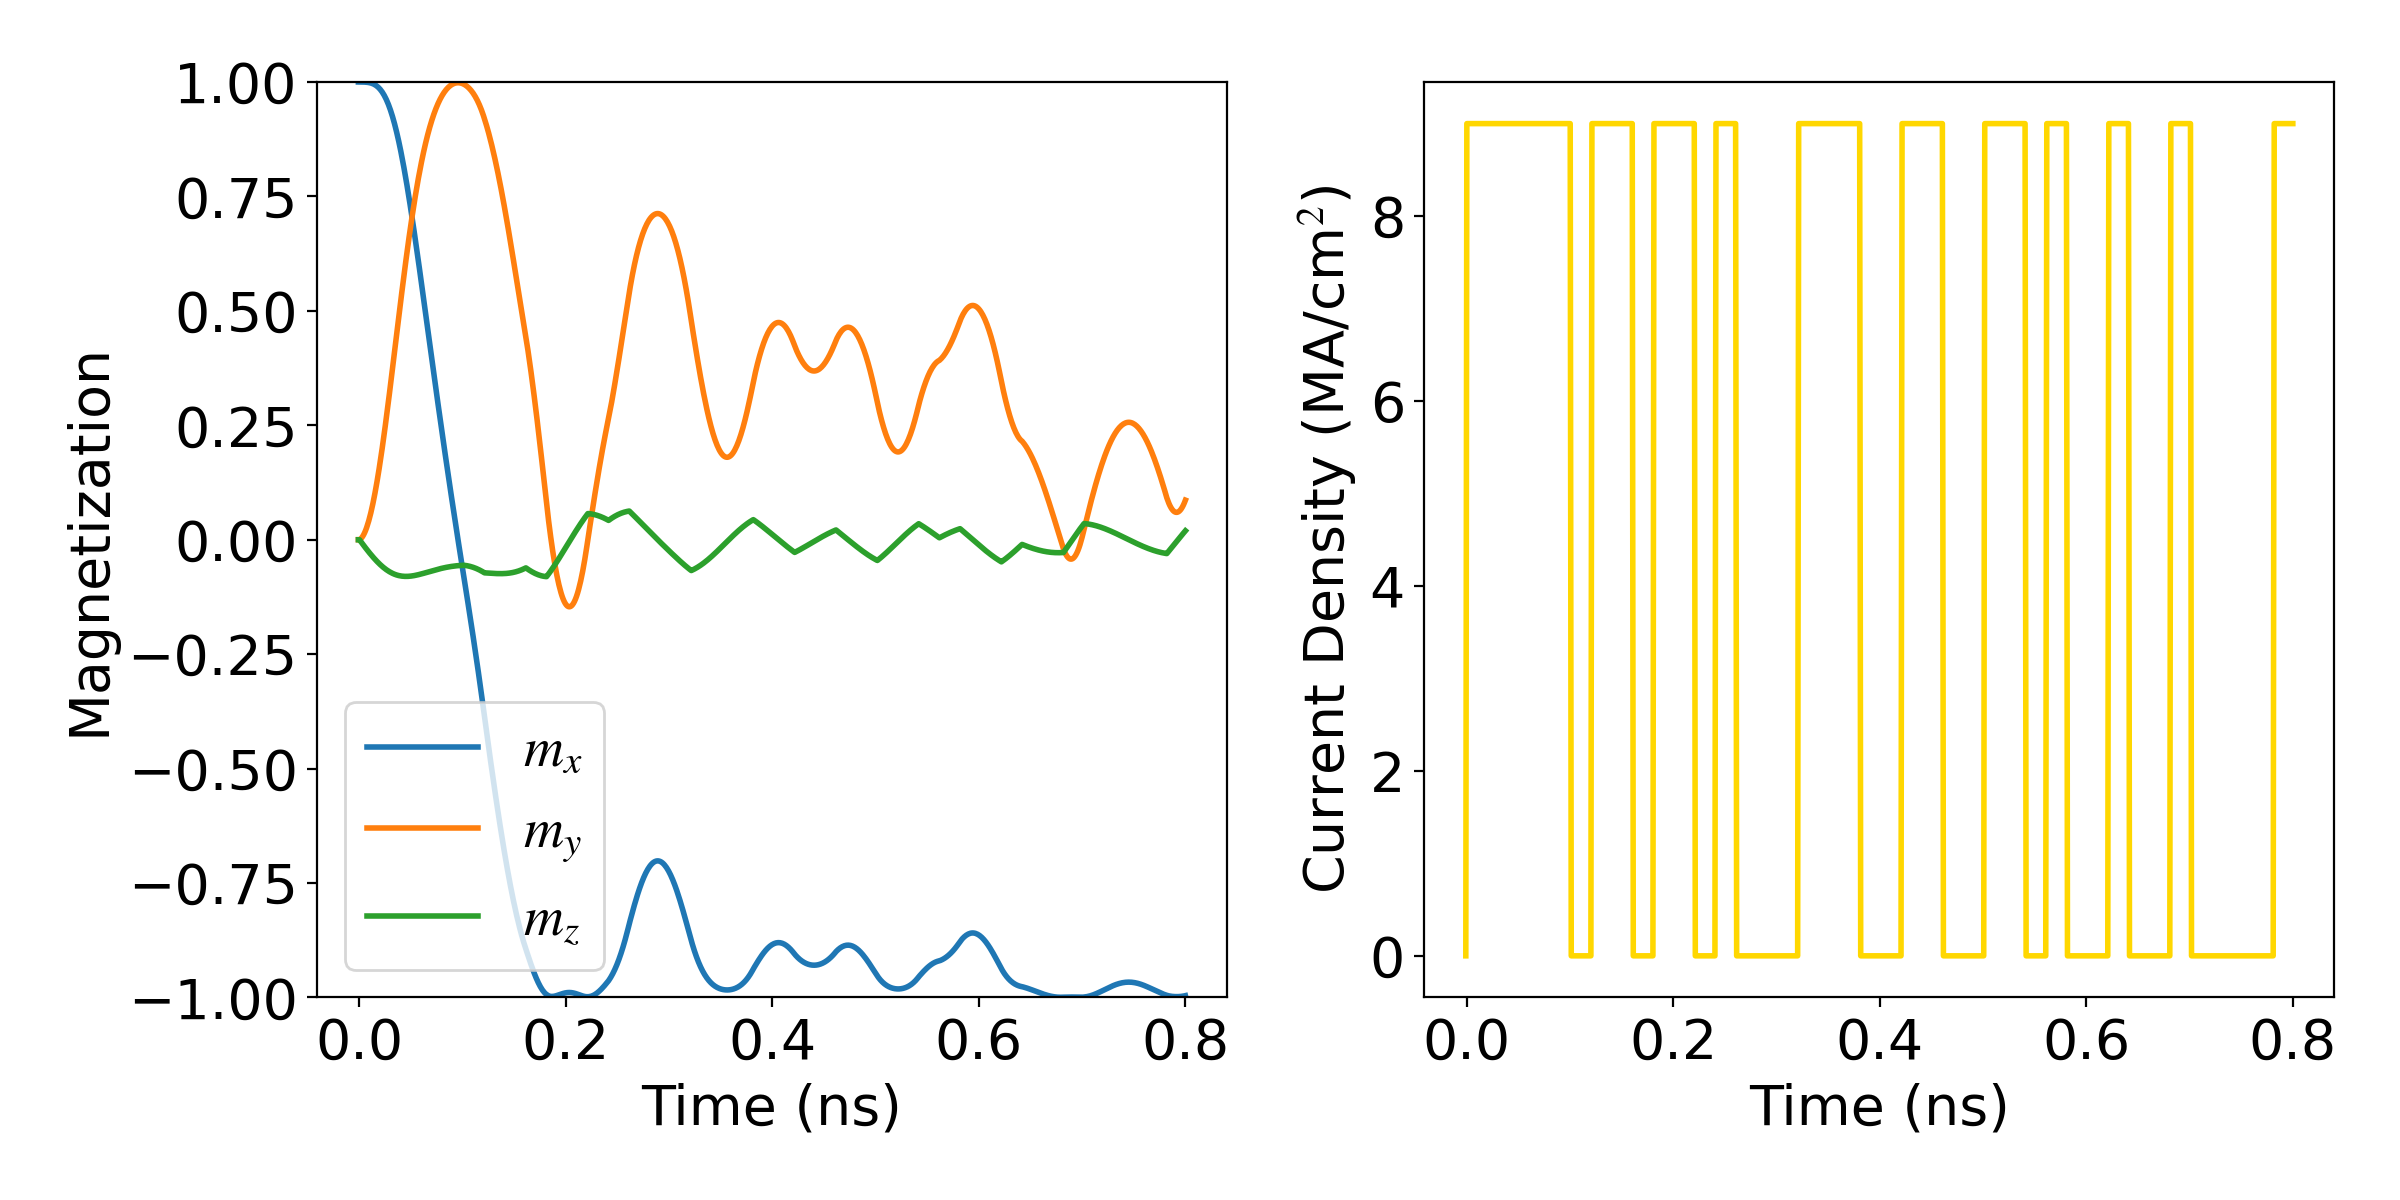 Magnetization
1.00
0.75
0.50
0.25
0.00
−0.25
−0.50
−0.75
−1.00
0.0 0.2 0.4 0.6 0.8
Time (ns)
m_x
m_y
m_z
Current Density (MA/cm²)
8
6
4
2
0
0.0 0.2 0.4 0.6 0.8
Time (ns)